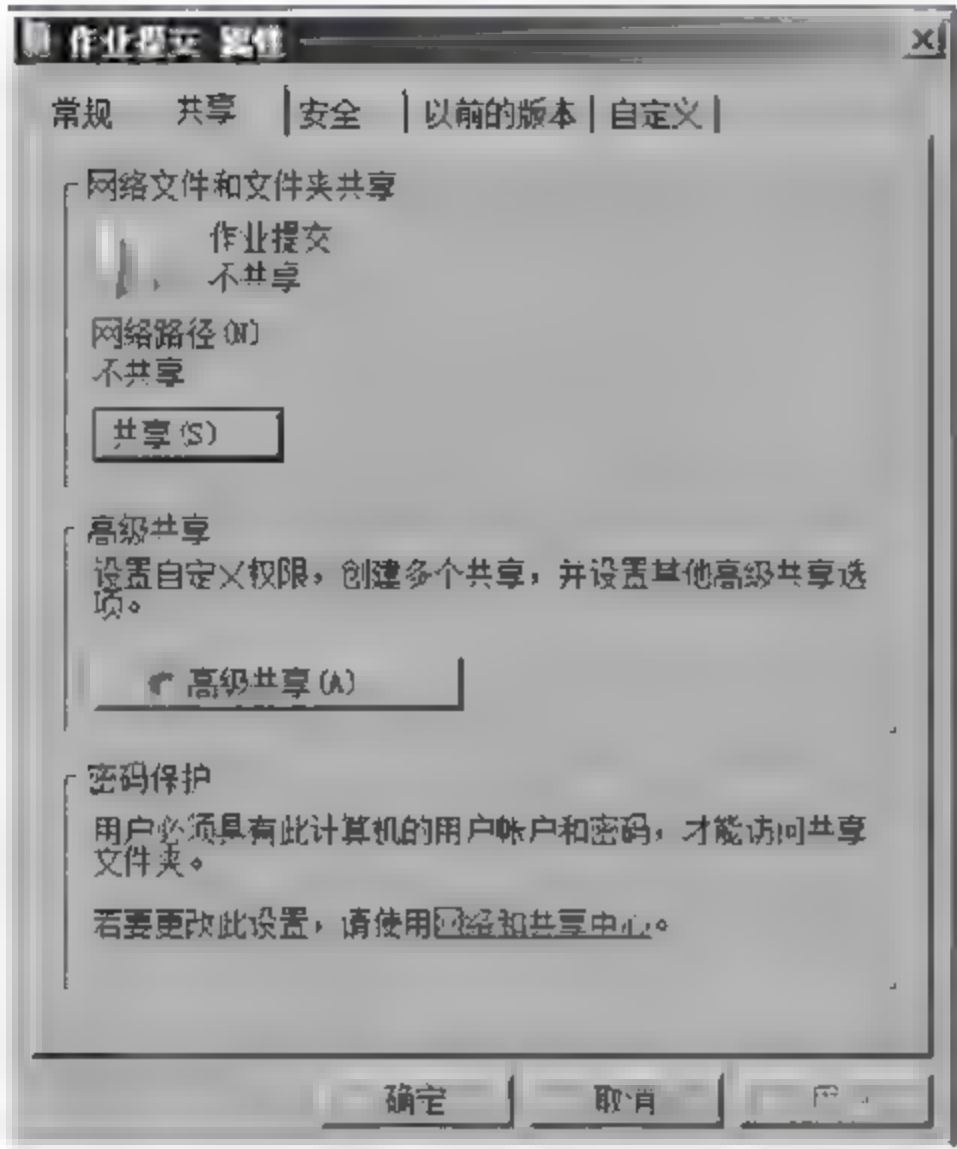 作业提交 属性
常规 共享 安全 以前的版本 自定义
网络文件和文件夹共享
作业提交
不共享
网络路径(N)
不共享
共享(S)
高级共享
设置自定义权限，创建多个共享，并设置其他高级共享选
项。
高级共享(A)
密码保护
用户必须具有此计算机的用户帐户和密码，才能访问共享
文件夹。
若要更改此设置，请使用网络和共享中心。
确定 取消